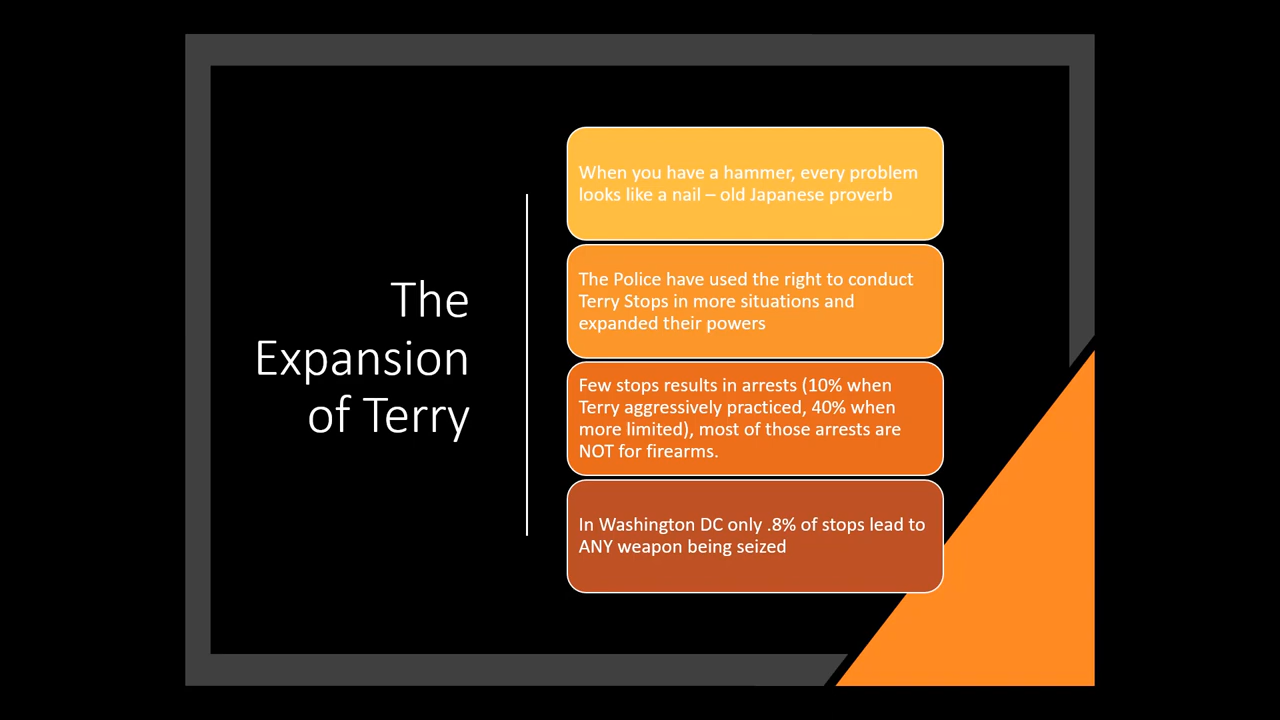 The
Expansion
of Terry
When you have a hammer, every problem
looks like a nail – old Japanese proverb
The Police have used the right to conduct
Terry Stops in more situations and
expanded their powers
Few stops results in arrests (10% when
Terry aggressively practiced, 40% when
more limited), most of those arrests are
NOT for firearms.
In Washington DC only .8% of stops lead to
ANY weapon being seized